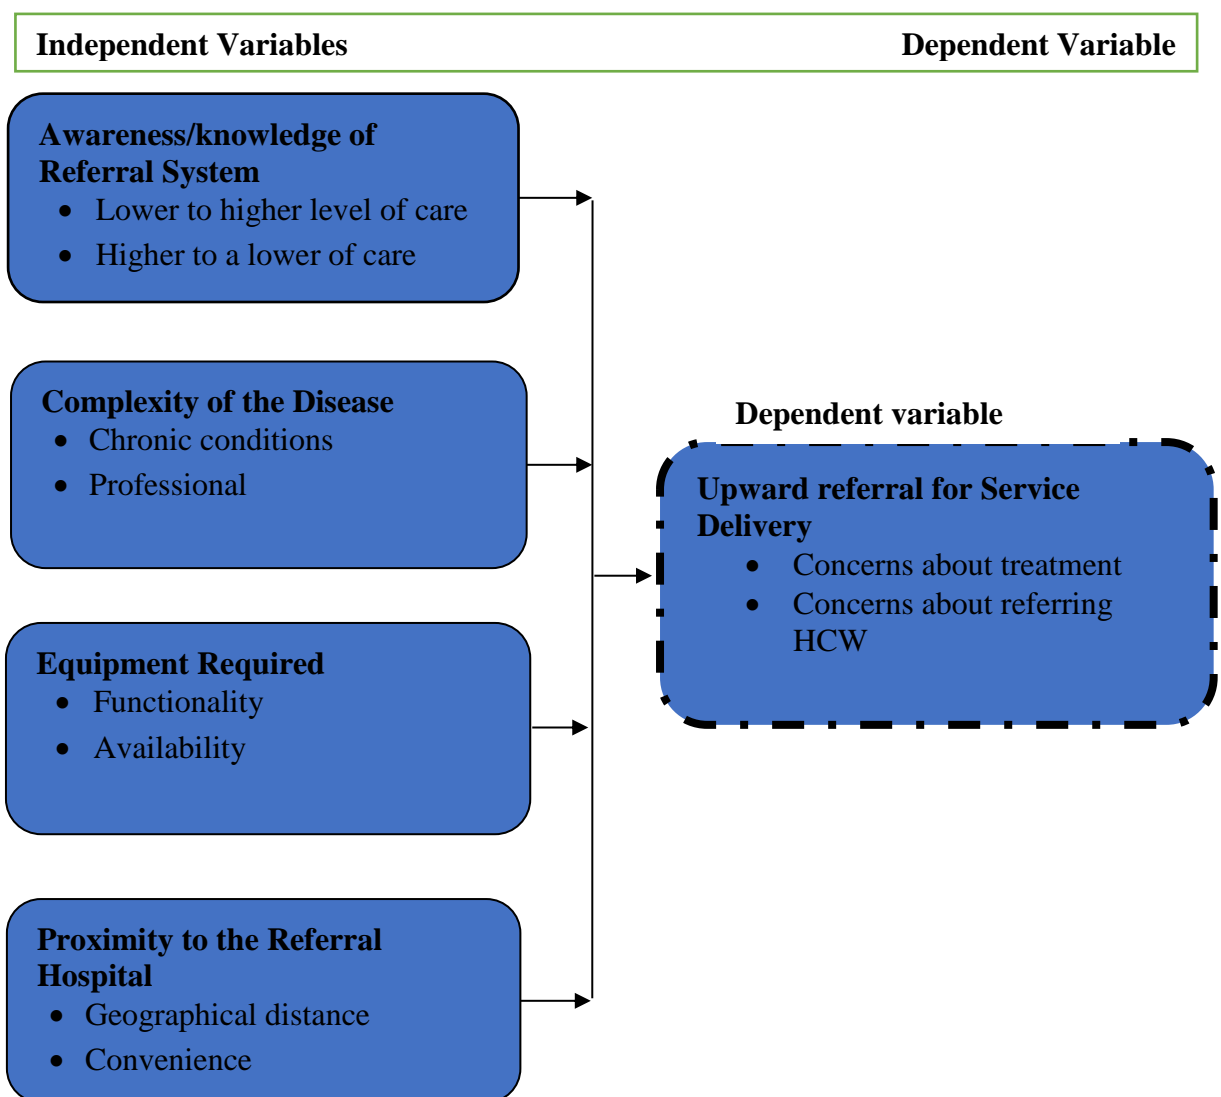 Independent Variables Dependent Variable
Awareness/knowledge of
Referral System
• Lower to higher level of care
• Higher to a lower of care
Complexity of the Disease
• Chronic conditions
• Professional
Equipment Required
• Functionality
• Availability
Proximity to the Referral
Hospital
• Geographical distance
• Convenience
Dependent variable
Upward referral for Service
Delivery
• Concerns about treatment
• Concerns about referring
HCW